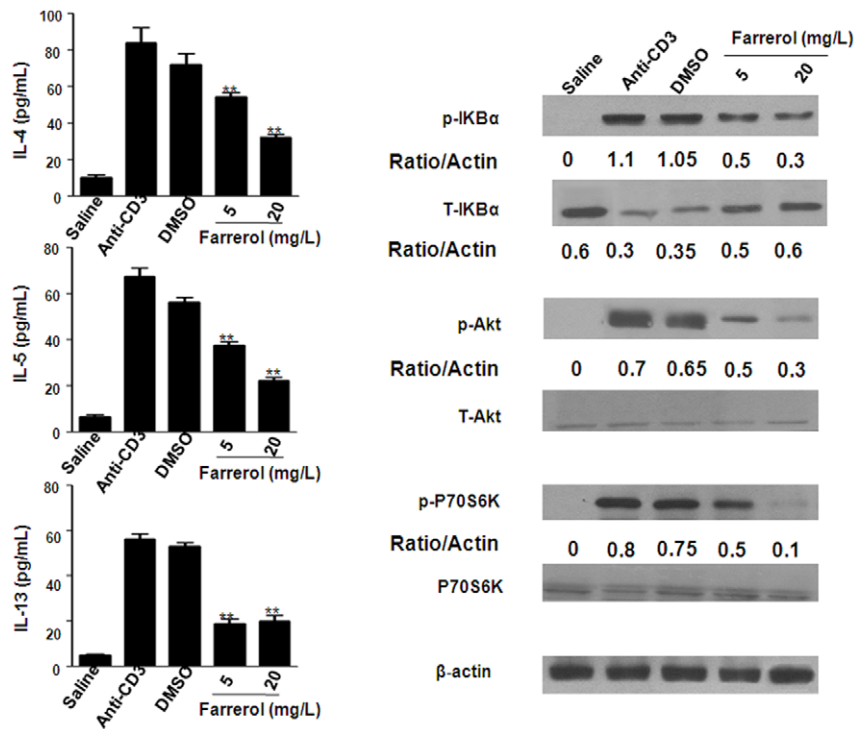 IL-4 (pg/mL)
100
80
60
40
20
0
Saline
Anti-CD3
DMSO
5
20
Farrerol (mg/L)
IL-5 (pg/mL)
80
60
40
20
0
Saline
Anti-CD3
DMSO
5
20
Farrerol (mg/L)
IL-13 (pg/mL)
80
60
40
20
0
Saline
Anti-CD3
DMSO
5
20
Farrerol (mg/L)
** **
** **
** **
Saline
Anti-CD3
DMSO
Farrerol (mg/L)
5
20
p-IKBα
Ratio/Actin 0 1.1 1.05 0.5 0.3
T-IKBα
Ratio/Actin 0.6 0.3 0.35 0.5 0.6
p-Akt
Ratio/Actin 0 0.7 0.65 0.5 0.3
T-Akt
p-P70S6K
Ratio/Actin 0 0.8 0.75 0.5 0.1
P70S6K
β-actin